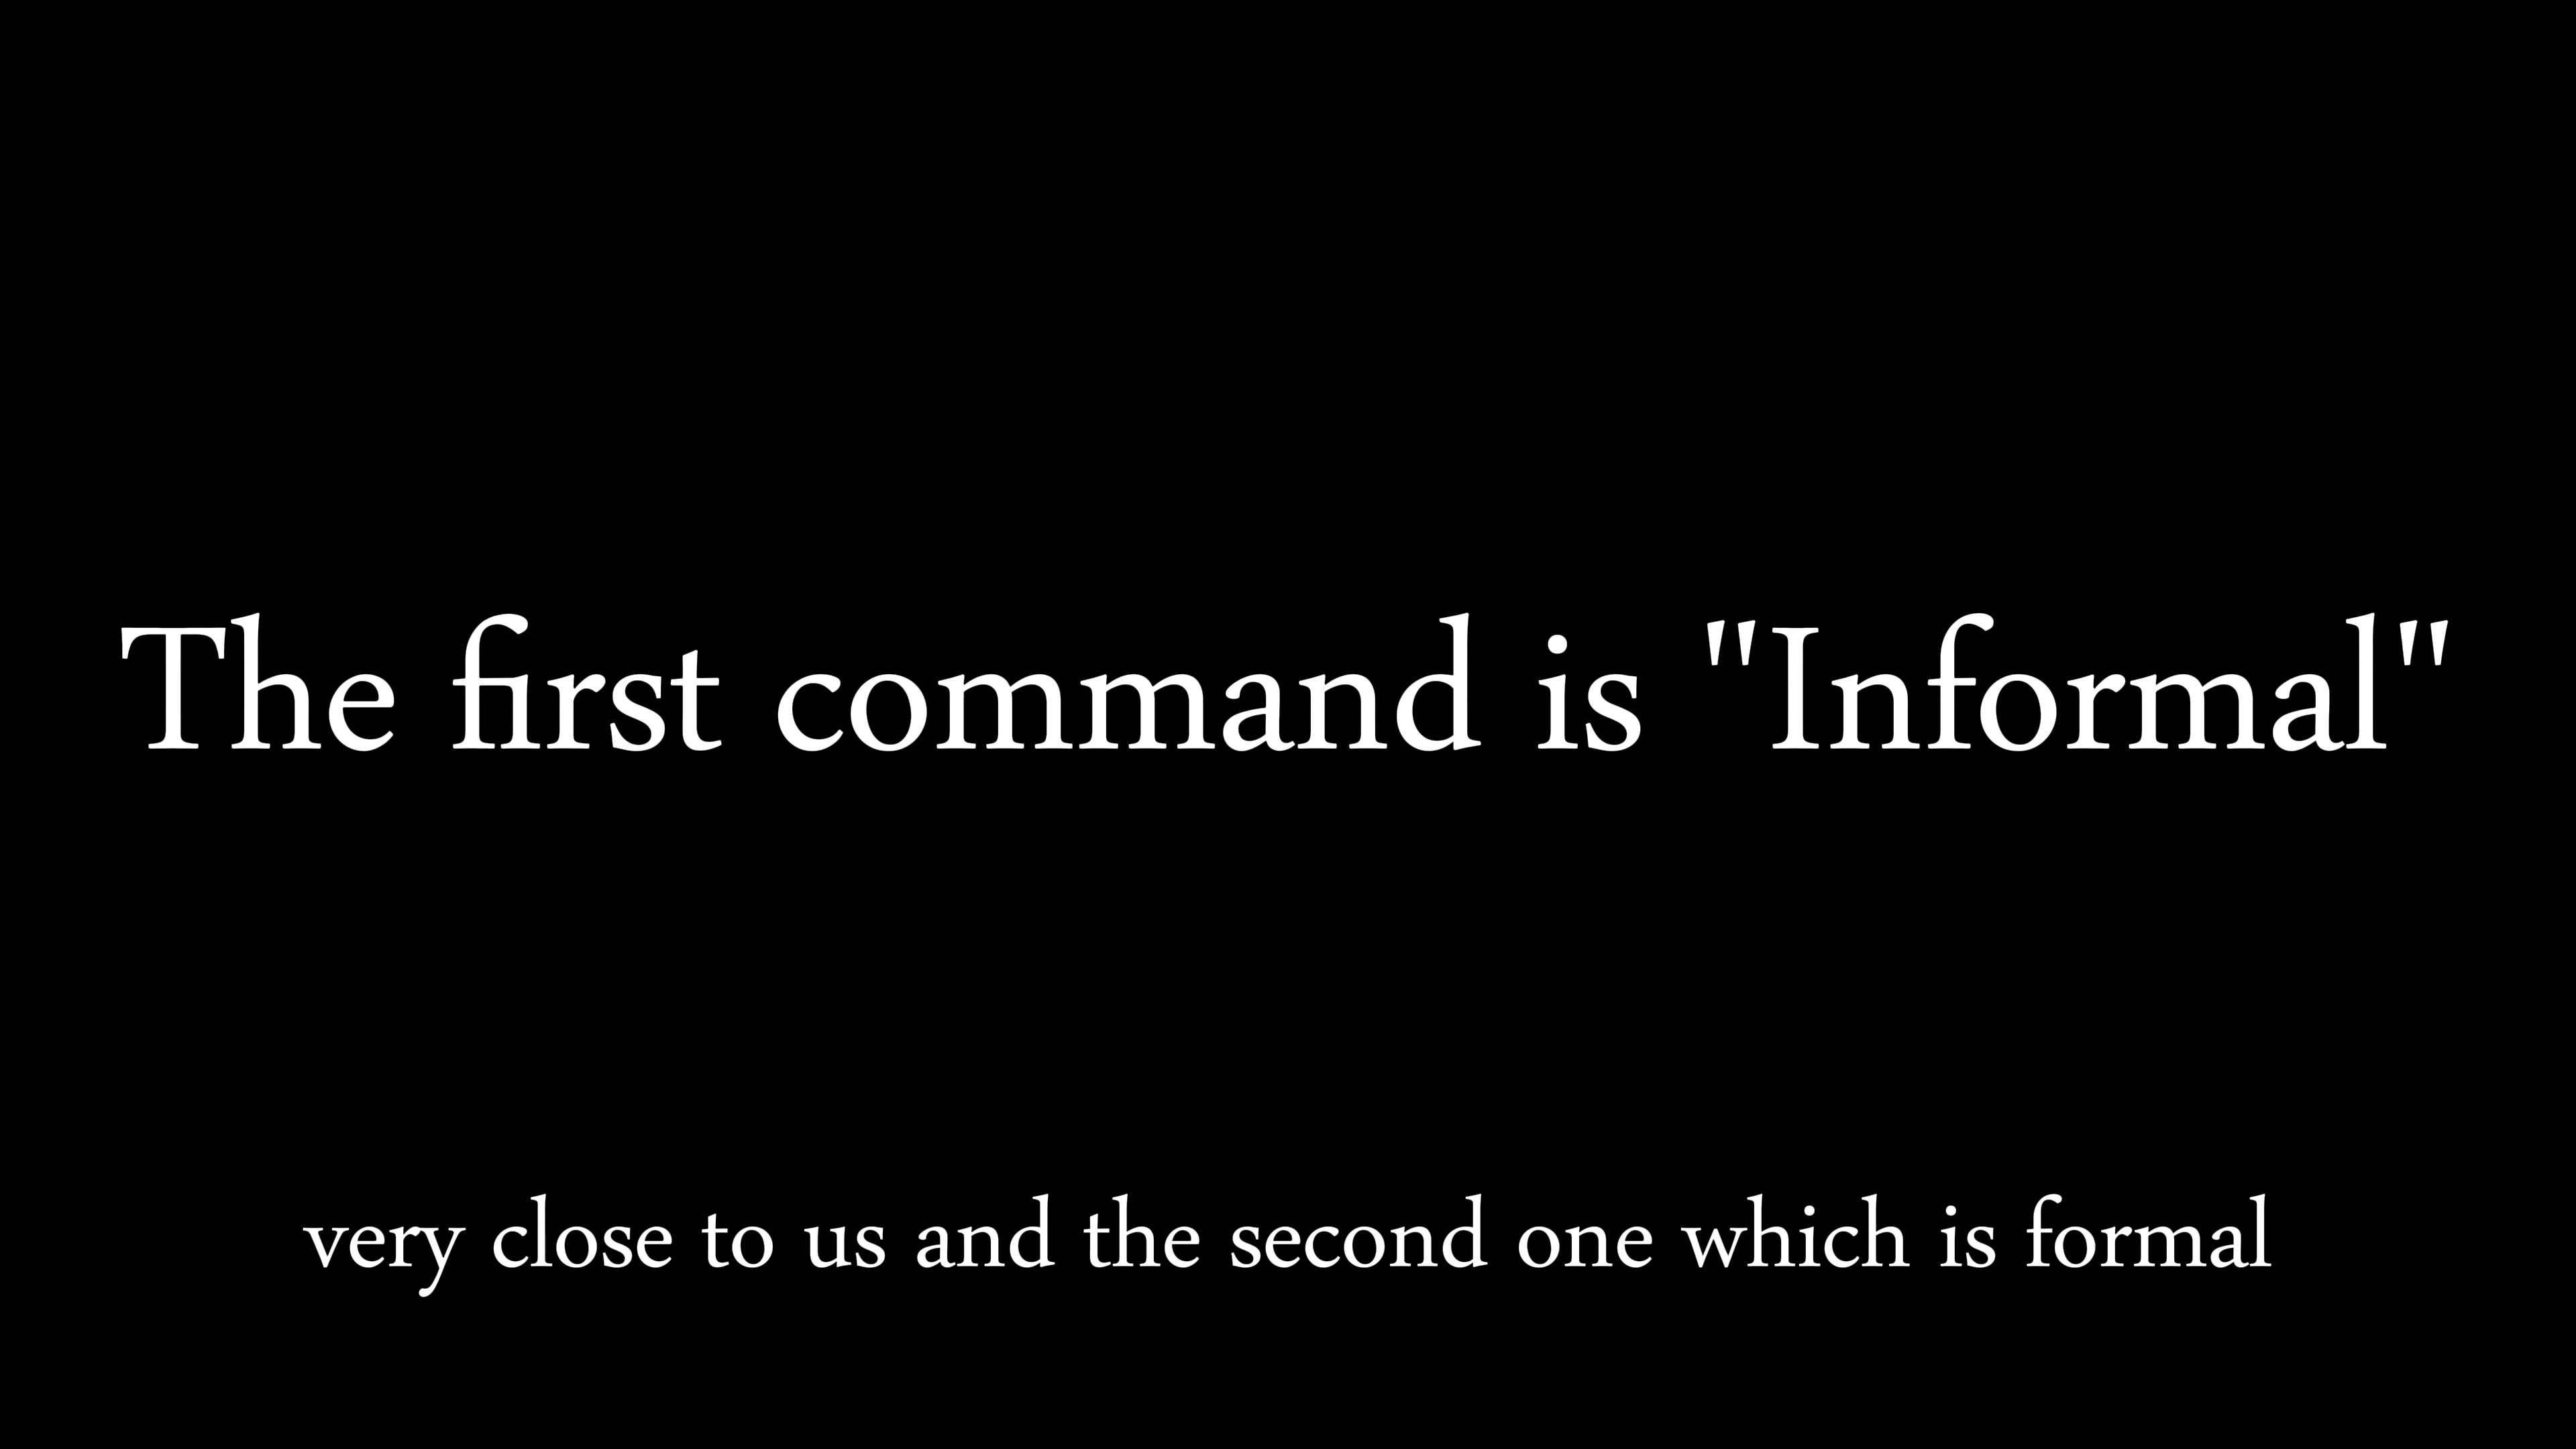 The first command is "Informal"
very close to us and the second one which is formal